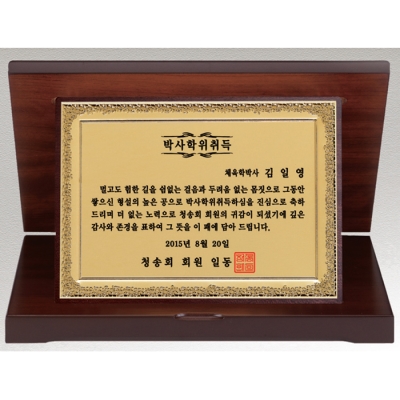 박사학위취득
체육학박사 김일영
멀고도 험한 길을 쉼없는 걸음과 두려움 없는 몸짓으로 그동안
쌓으신 형설의 높은 공으로 박사학위취득하심을 진심으로 축하
드리며 더 없는 노력으로 청송회 회원의 귀감이 되셨기에 깊은
감사와 존경을 표하여 그 뜻을 이 패에 담아 드립니다.
2015년 8월 20일
청송회 회원 일동